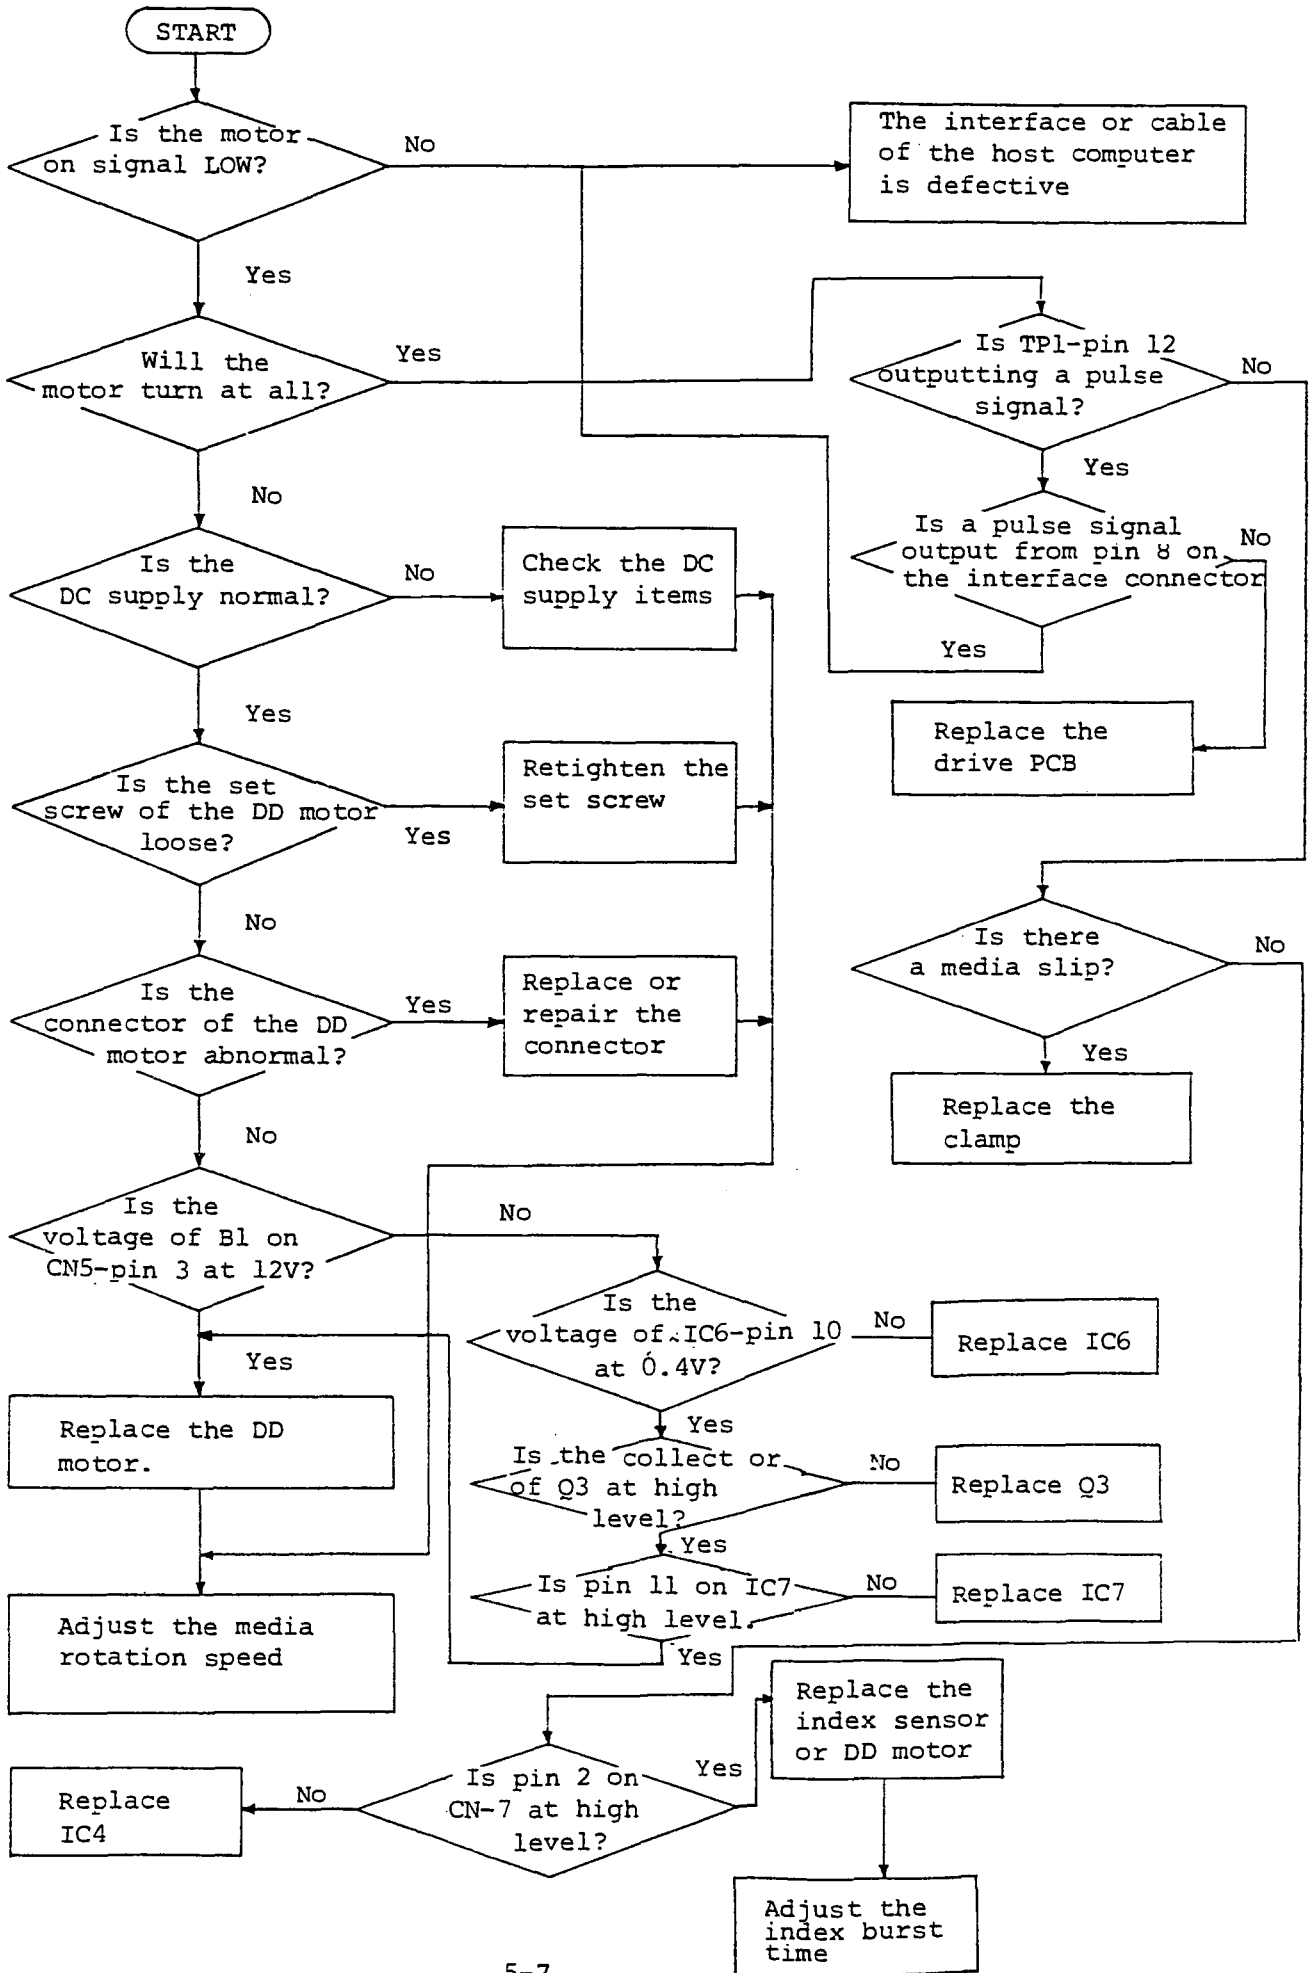 START
Is the motor
on signal LOW?
No
The interface or cable
of the host computer
is defective
Yes
Will the
motor turn at all?
Yes
Is TP1-pin 12
outputting a pulse
signal?
No
Yes
No
Is a pulse signal
output from pin 8 on
the interface connector
No
Yes
Is the
DC supply normal?
No
Check the DC
supply items
Yes
Replace the
drive PCB
Is the set
screw of the DD motor
loose?
Yes
Retighten the
set screw
No
Is there
a media slip?
No
Yes
Replace the
clamp
Is the
connector of the DD
motor abnormal?
Yes
Replace or
repair the
connector
No
Is the
voltage of B1 on
CN5-pin 3 at 12V?
No
Yes
Is the
voltage of IC6-pin 10
at 0.4V?
No
Replace IC6
Yes
Replace the DD
motor.
Is the collect or
of Q3 at high
level?
No
Replace Q3
Yes
Is pin 11 on IC7
at high level.
No
Replace IC7
Yes
Adjust the media
rotation speed
Is pin 2 on
CN-7 at high
level?
Yes
Replace the
index sensor
or DD motor
No
Replace
IC4
Adjust the
index burst
time
5-7